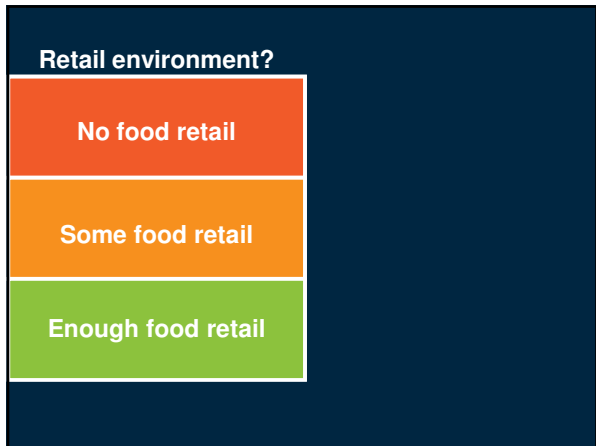 Retail environment?
No food retail
Some food retail
Enough food retail